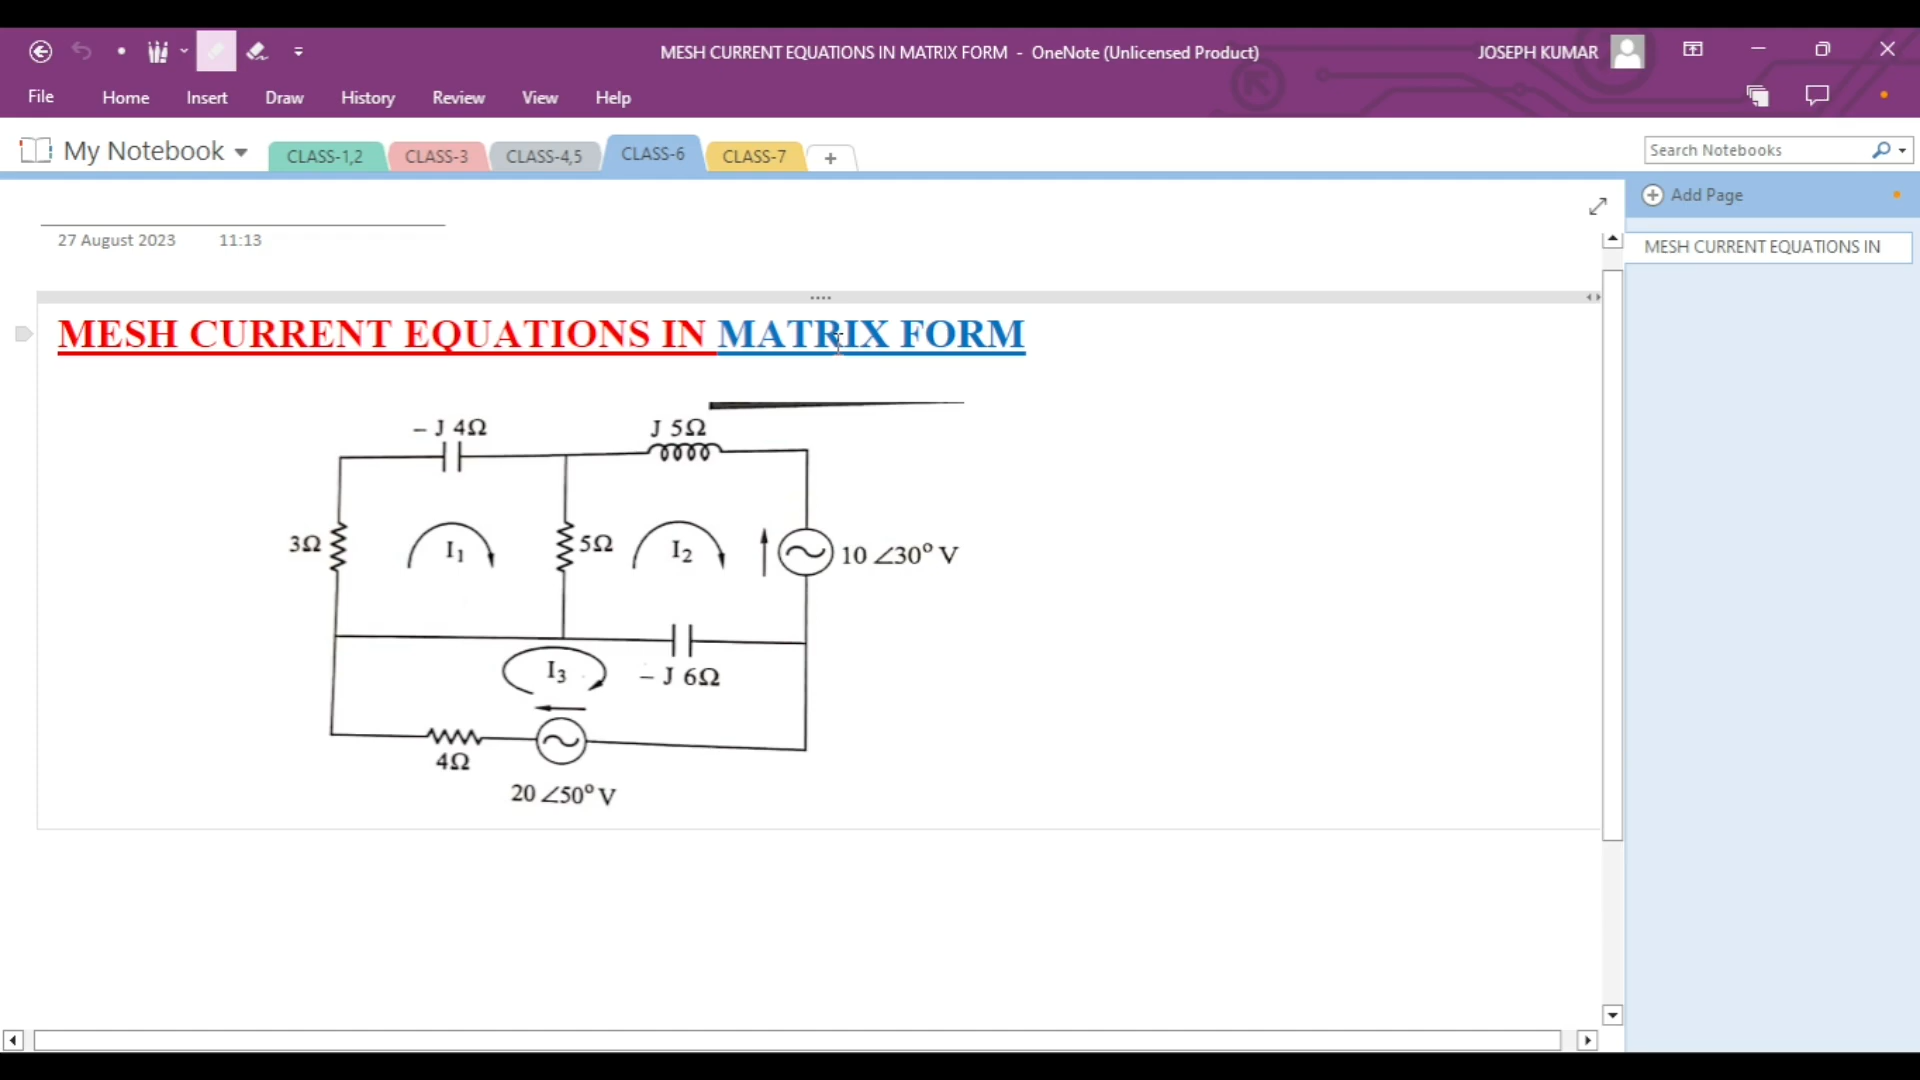 MESH CURRENT EQUATIONS IN MATRIX FORM - OneNote (Unlicensed Product)
JOSEPH KUMAR
File Home Insert Draw History Review View Help
My Notebook CLASS-1,2 CLASS-3 CLASS-4,5 CLASS-6 CLASS-7 +
Search Notebooks
Add Page
27 August 2023 11:13
MESH CURRENT EQUATIONS IN
MESH CURRENT EQUATIONS IN MATRIX FORM
– J 4Ω J 5Ω
3Ω I₁ 5Ω I₂ 10 ∠30° V
I₃ – J 6Ω
4Ω
20 ∠50° V